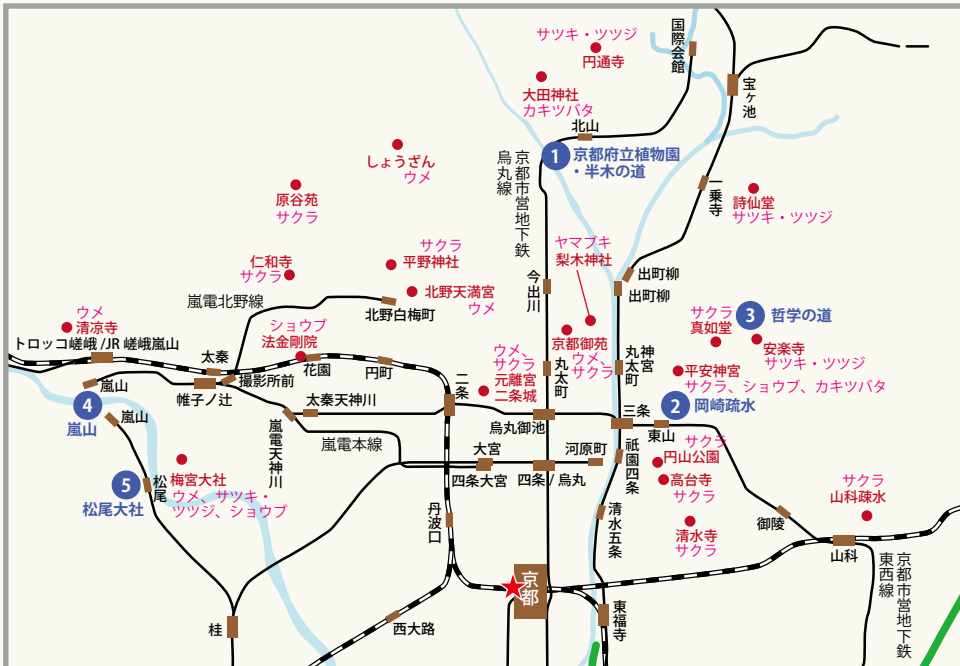 サツキ・ツツジ
円通寺
国際会館
大田神社
カキツバタ
宝ヶ池
北山
1
京都府立植物園
・半木の道
京都市営地下鉄
烏丸線
しょうざん
ウメ
原谷苑
サクラ
一乗寺
詩仙堂
サツキ・ツツジ
サクラ
平野神社
仁和寺
サクラ
ヤマブキ
梨木神社
今出川
出町柳
出町柳
北野天満宮
ウメ
嵐電北野線
北野白梅町
ウメ
清凉寺
トロッコ嵯峨/JR 嵯峨嵐山
ショウブ
法金剛院
太秦
撮影所前
花園
円町
二条
ウメ、
サクラ
元離宮
二条城
丸太町
京都御苑
ウメ、
サクラ
神宮
丸太町
サクラ
真如堂
3
哲学の道
安楽寺
サツキ・ツツジ
平安神宮
サクラ、ショウブ、カキツバタ
嵐山
4
嵐山
嵐山
帷子ノ辻
太秦天神川
嵐電天神川
嵐電本線
烏丸御池
三条
2
岡崎疏水
東山
大宮
四条大宮
四条 / 烏丸
河原町
祇園四条
サクラ
円山公園
高台寺
サクラ
5
松尾
松尾大社
梅宮大社
ウメ、サツキ・
ツツジ、ショウブ
サクラ
山科疏水
丹波口
清水五条
清水寺
サクラ
御陵
山科
京都市営地下鉄
東西線
京都
東福寺
桂
西大路